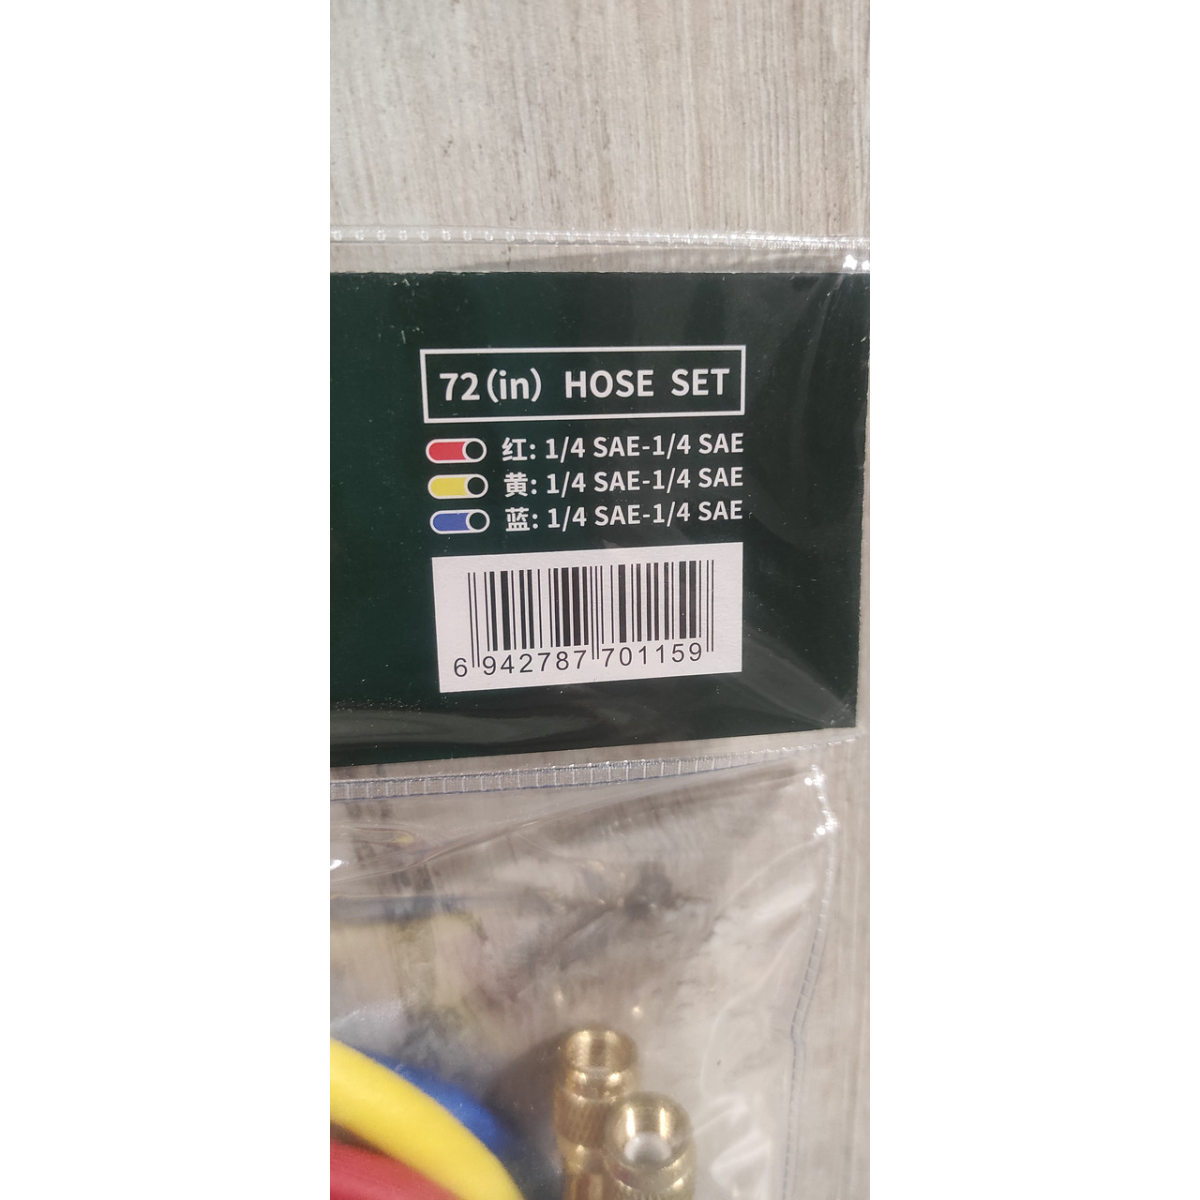 72(in) HOSE SET
红: 1/4 SAE-1/4 SAE
黄: 1/4 SAE-1/4 SAE
蓝: 1/4 SAE-1/4 SAE
6 942787 701159